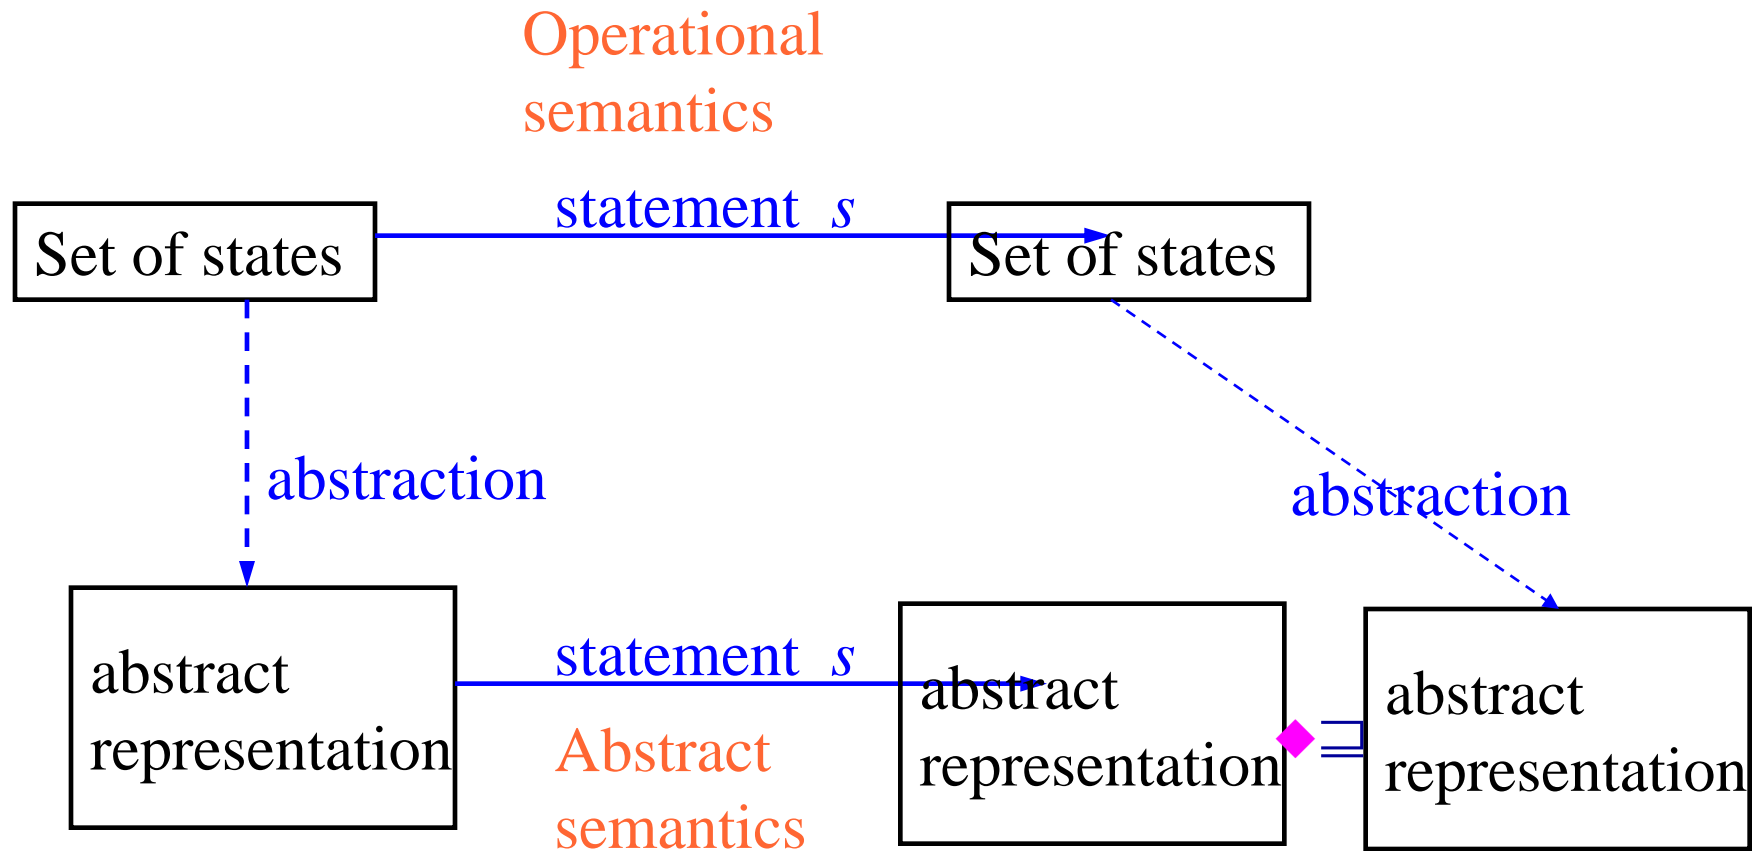 Operational
semantics
statement s
Set of states
Set of states
abstraction
abstraction
statement s
abstract
representation
abstract
representation
abstract
representation
Abstract
semantics
⊒